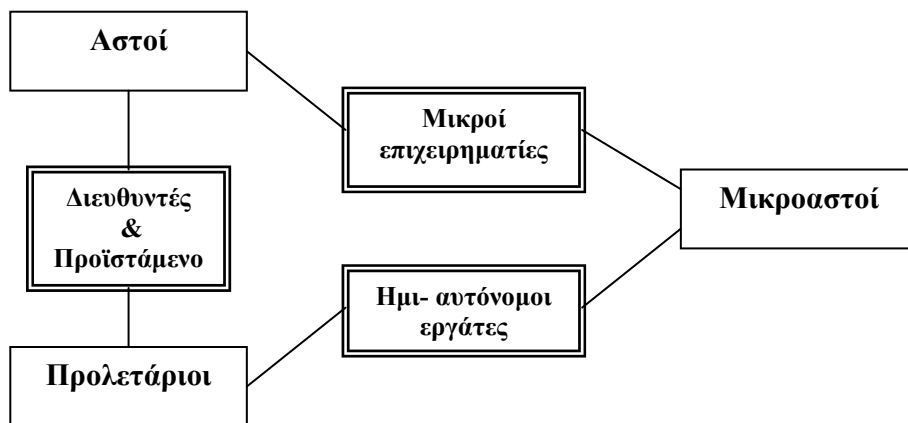 Αστοί
Μικροί
επιχειρηματίες
Διευθυντές
&
Προϊστάμενο
Μικροαστοί
Ημι- αυτόνομοι
εργάτες
Προλετάριοι